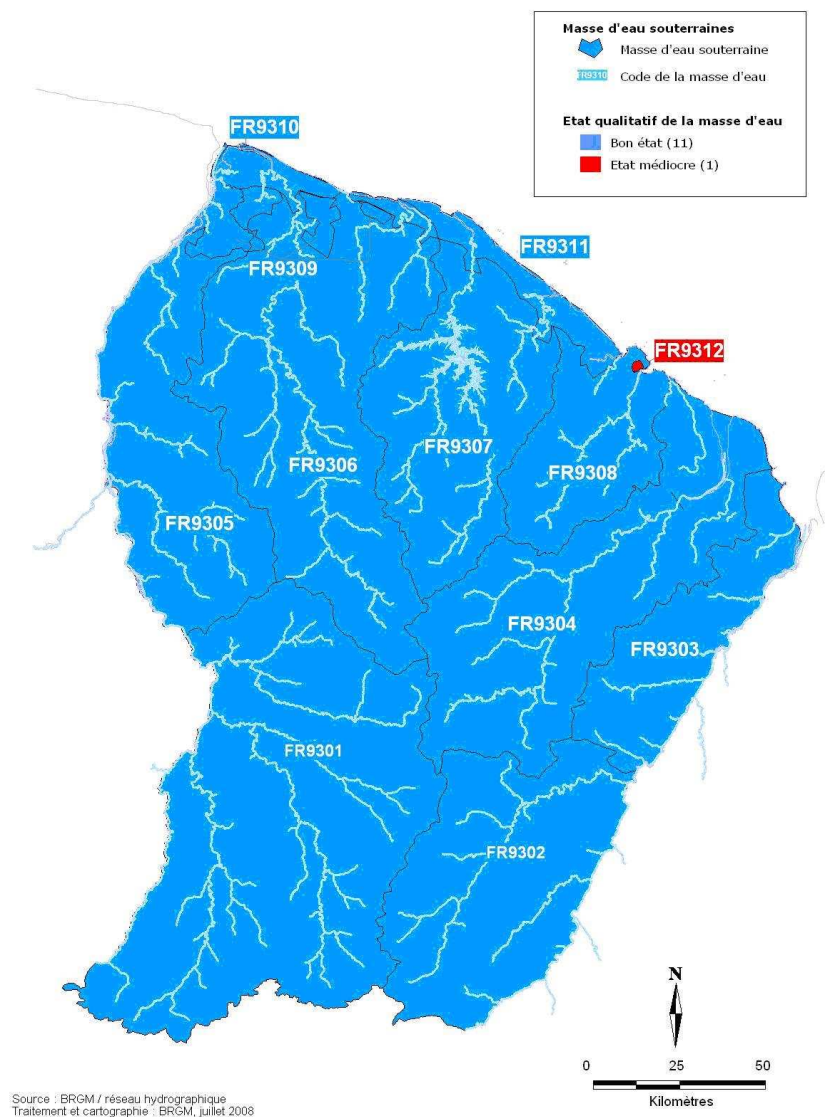 Masse d'eau souterraines
Masse d'eau souterraine
FR9310 Code de la masse d'eau
Etat qualitatif de la masse d'eau
Bon état (11)
Etat médiocre (1)
FR9310
FR9311
FR9309
FR9312
FR9307
FR9306
FR9308
FR9305
FR9304
FR9303
FR9301
FR9302
N
0 25 50
Kilomètres
Source : BRGM / réseau hydrographique
Traitement et cartographie : BRGM, juillet 2008